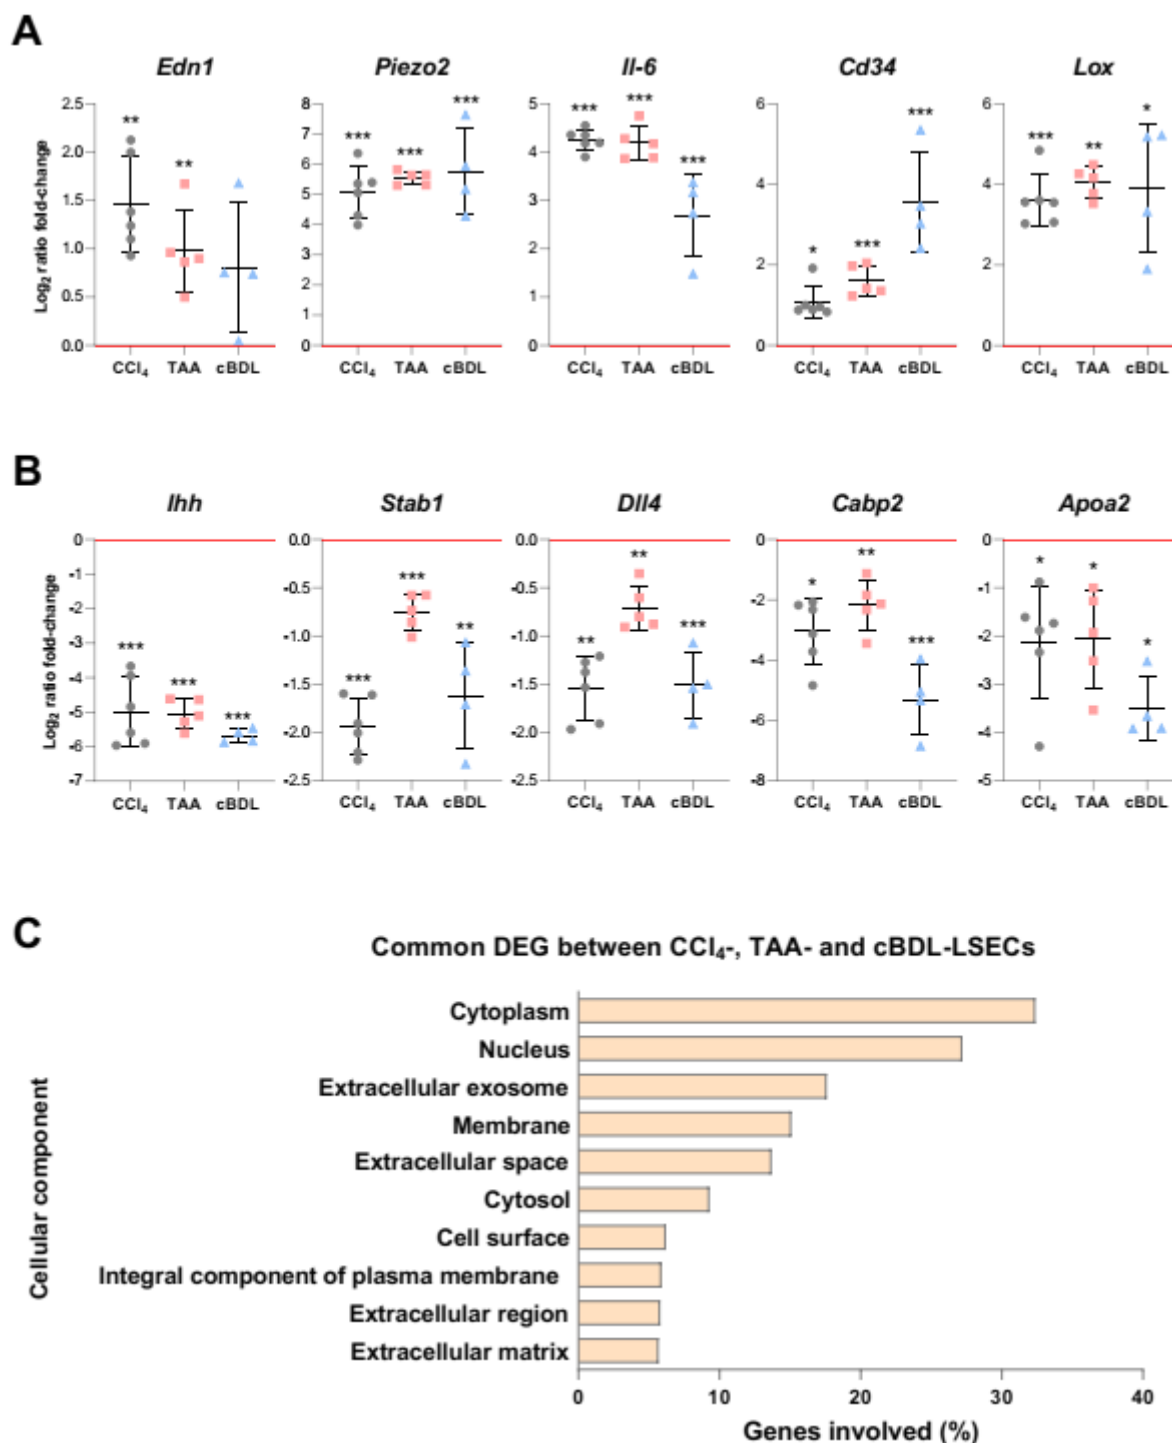 A
Edn1 Piezo2 Il-6 Cd34 Lox
Log2 ratio fold-change
2.5 2.0 1.5 1.0 0.5 0.0
** **
CCl4 TAA cBDL
8 7 6 5 4 3 2 1 0
*** *** ***
CCl4 TAA cBDL
5 4 3 2 1 0
*** *** ***
CCl4 TAA cBDL
6 4 2 0
* *** ***
CCl4 TAA cBDL
6 4 2 0
*** ** *
CCl4 TAA cBDL
B
Ihh Stab1 Dll4 Cabp2 Apoa2
Log2 ratio fold-change
0 -1 -2 -3 -4 -5 -6 -7
*** *** ***
CCl4 TAA cBDL
0.0 -0.5 -1.0 -1.5 -2.0 -2.5
*** *** **
CCl4 TAA cBDL
0.0 -0.5 -1.0 -1.5 -2.0 -2.5
** ** ***
CCl4 TAA cBDL
0 -2 -4 -6 -8
* ** ***
CCl4 TAA cBDL
0 -1 -2 -3 -4 -5
* * *
CCl4 TAA cBDL
C
Common DEG between CCl4-, TAA- and cBDL-LSECs
Cellular component
Cytoplasm
Nucleus
Extracellular exosome
Membrane
Extracellular space
Cytosol
Cell surface
Integral component of plasma membrane
Extracellular region
Extracellular matrix
0 10 20 30 40
Genes involved (%)